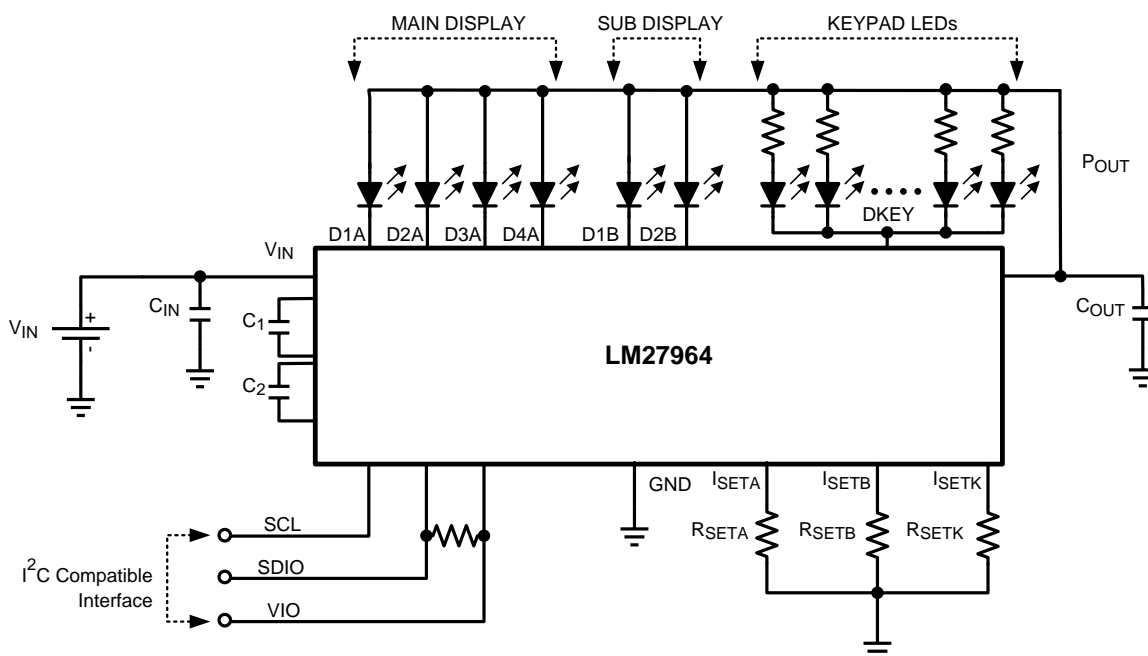 MAIN DISPLAY
SUB DISPLAY
KEYPAD LEDs
POUT
DKEY
D1A
D2A
D3A
D4A
D1B
D2B
VIN
CIN
C1
C2
VIN
+
-
COUT
LM27964
GND
ISETA
ISETB
ISETK
RSETA
RSETB
RSETK
SCL
SDIO
VIO
I2C Compatible
Interface